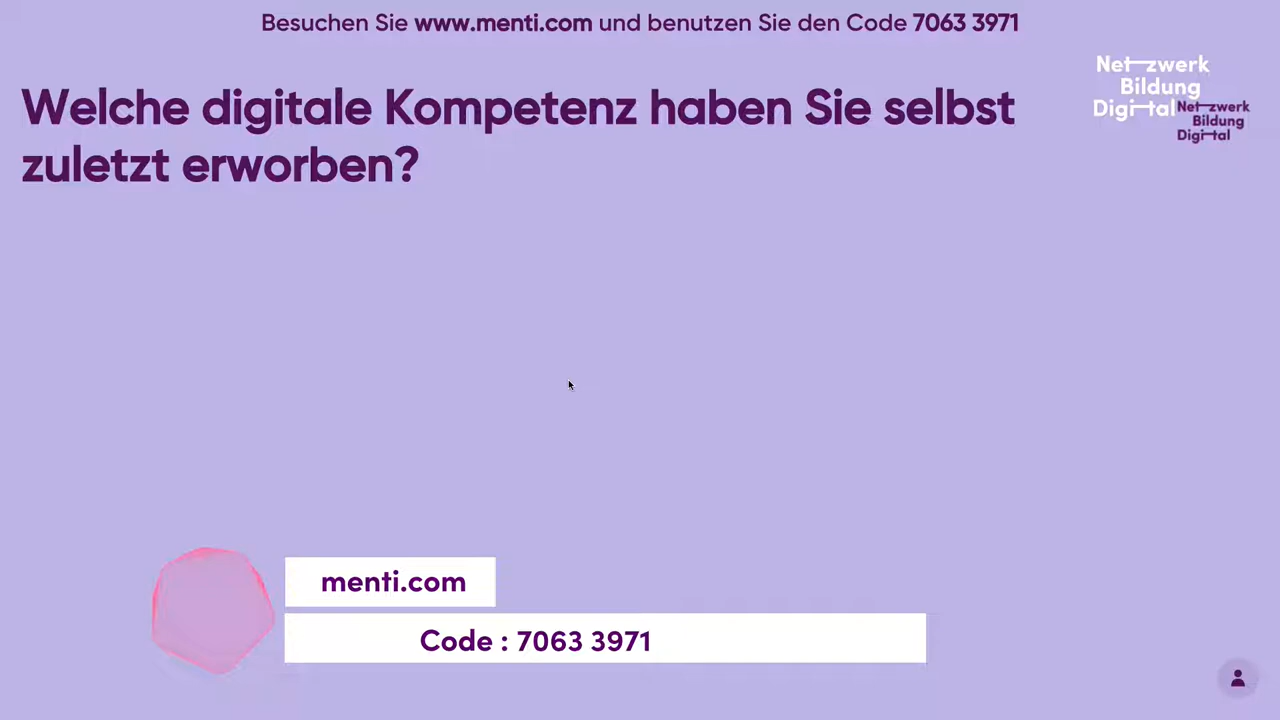 Besuchen Sie www.menti.com und benutzen Sie den Code 7063 3971
Welche digitale Kompetenz haben Sie selbst
zuletzt erworben?
Netzwerk
Bildung
Digital
Netzwerk
Bildung
Digital
menti.com
Code : 7063 3971